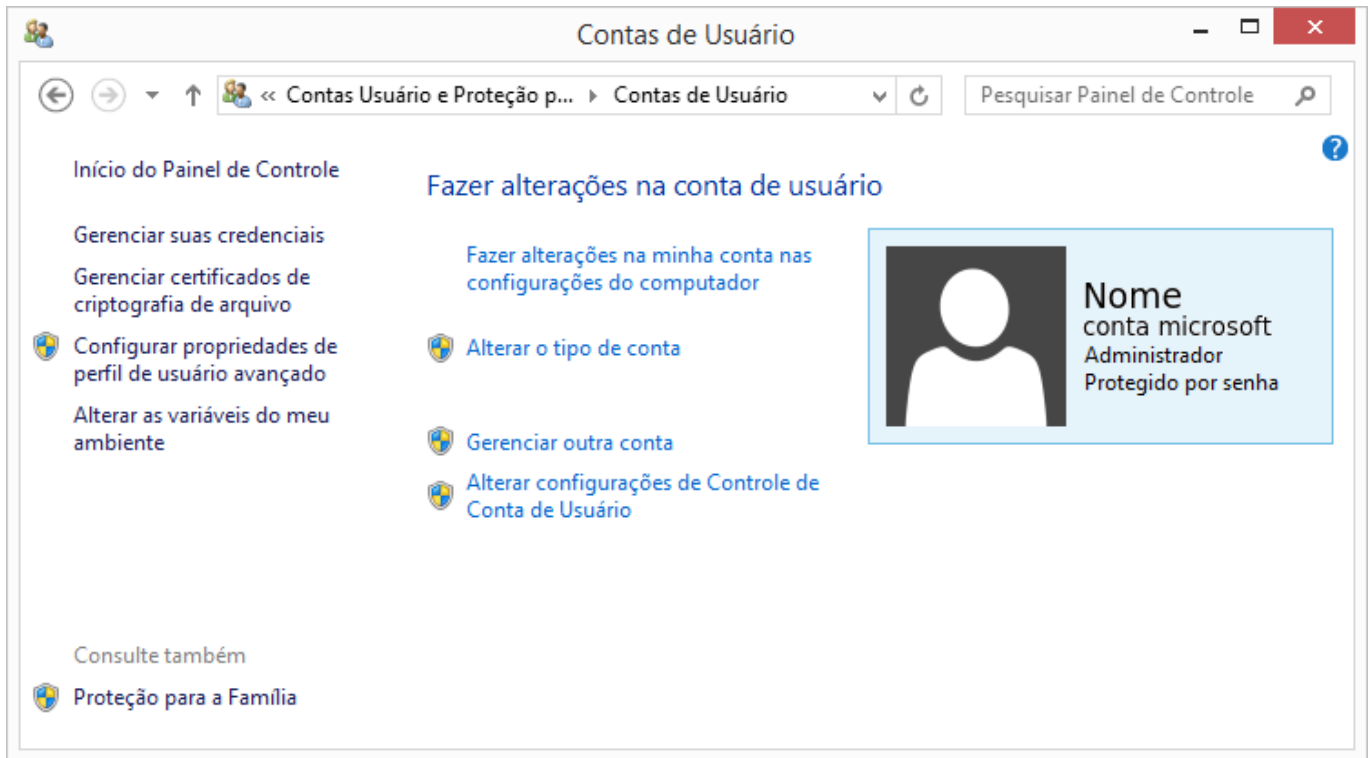 Contas de Usuário
« Contas Usuário e Proteção p... Contas de Usuário
Pesquisar Painel de Controle
Início do Painel de Controle
Gerenciar suas credenciais
Gerenciar certificados de
criptografia de arquivo
Configurar propriedades de
perfil de usuário avançado
Alterar as variáveis do meu
ambiente
Consulte também
Proteção para a Família
Fazer alterações na conta de usuário
Fazer alterações na minha conta nas
configurações do computador
Alterar o tipo de conta
Gerenciar outra conta
Alterar configurações de Controle de
Conta de Usuário
Nome
conta microsoft
Administrador
Protegido por senha